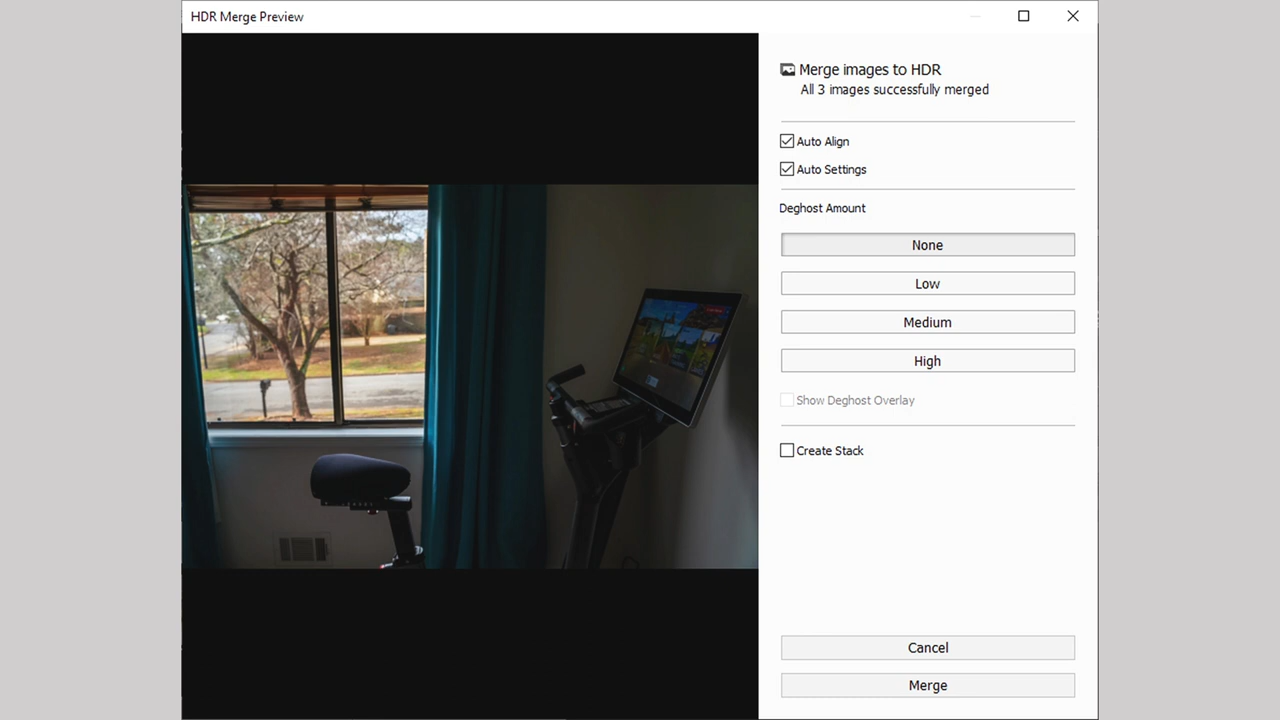 HDR Merge Preview
Merge images to HDR
All 3 images successfully merged
Auto Align
Auto Settings
Deghost Amount
None
Low
Medium
High
Show Deghost Overlay
Create Stack
Cancel
Merge